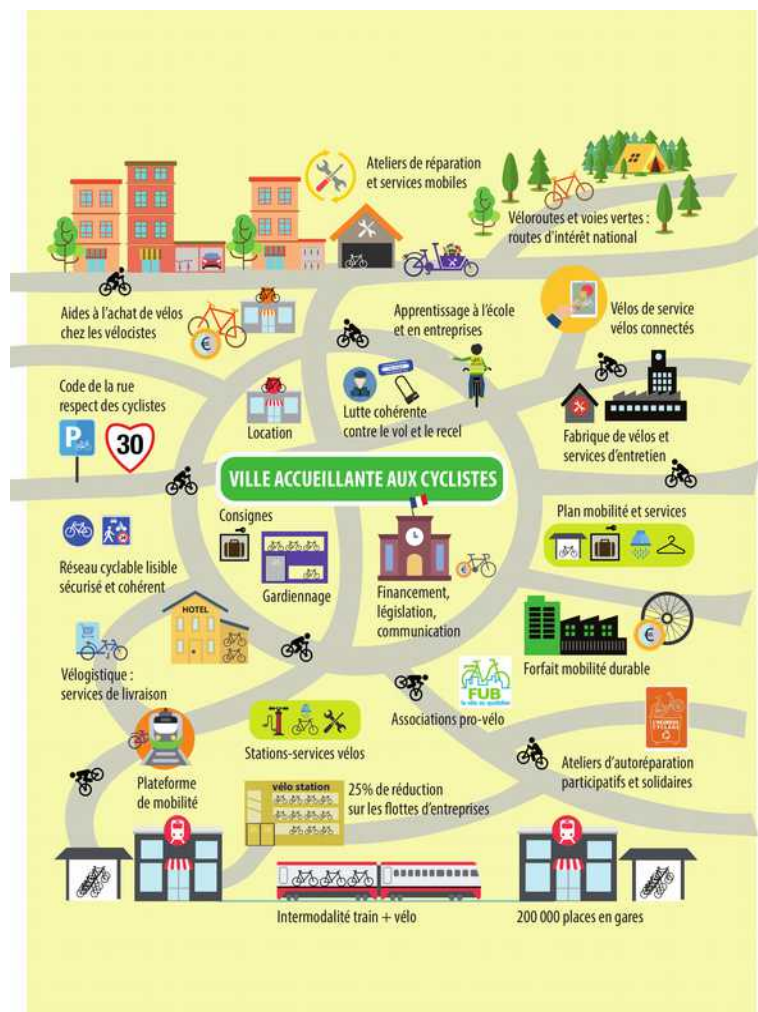 Ateliers de réparation
et services mobiles
Véloroutes et voies vertes :
routes d'intérêt national
Aides à l'achat de vélos
chez les vélocistes
€
Apprentissage à l'école
et en entreprises
Vélos de service
vélos connectés
Code de la rue
respect des cyclistes
P
30
Location
Lutte cohérente
contre le vol et le recel
Fabrique de vélos et
services d'entretien
VILLE ACCUEILLANTE AUX CYCLISTES
Consignes
Gardiennage
Plan mobilité et services
Réseau cyclable lisible
sécurisé et cohérent
HOTEL
€
Financement,
législation,
communication
€
Forfait mobilité durable
Vélogistique :
services de livraison
FUB
Associations pro-vélo
Stations-services vélos
Plateforme
de mobilité
Ateliers d'autoréparation
participatifs et solidaires
vélo station
25% de réduction
sur les flottes d'entreprises
Intermodalité train + vélo
200 000 places en gares